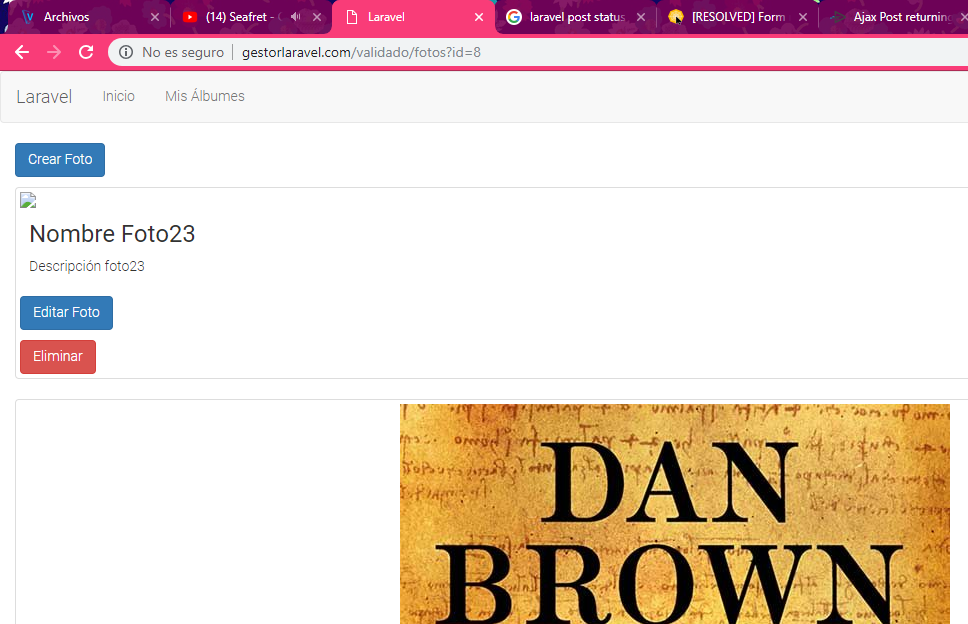 Archivos
(14) Seafret -
Laravel
laravel post status
[RESOLVED] Form
Ajax Post returning
No es seguro
gestorlaravel.com/validado/fotos?id=8
Laravel
Inicio
Mis Álbumes
Crear Foto
Nombre Foto23
Descripción foto23
Editar Foto
Eliminar
DAN
BROWN